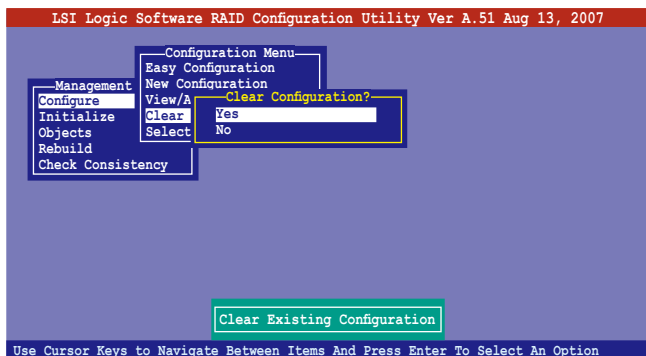 LSI Logic Software RAID Configuration Utility Ver A.51 Aug 13, 2007
Configuration Menu
Easy Configuration
New Configuration
View/A
Clear
Select
Management
Configure
Initialize
Objects
Rebuild
Check Consistency
Clear Configuration?
Yes
No
Clear Existing Configuration
Use Cursor Keys to Navigate Between Items And Press Enter To Select An Option